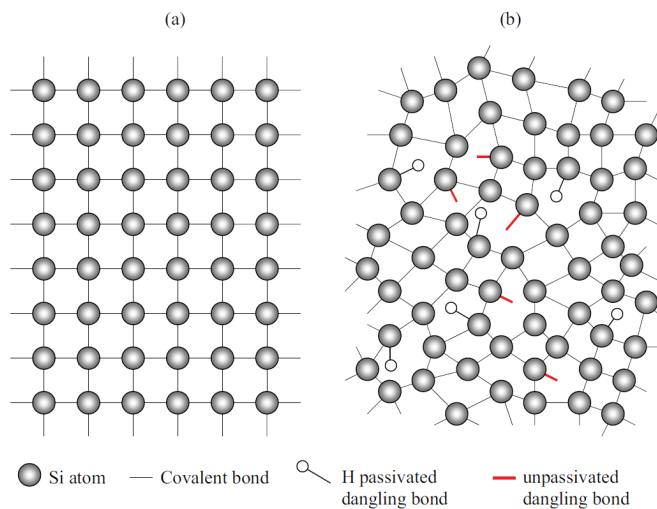 (a)
(b)
Si atom
Covalent bond
H passivated
dangling bond
unpassivated
dangling bond